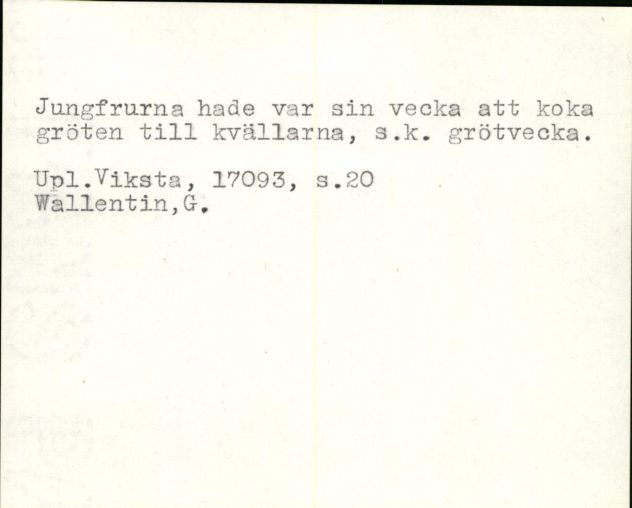 Jungfrurna hade var sin vecka att koka
gröten till kvällarna, s.k. grötvecka.
Upl.Viksta, 17093, s.20
Wallentin,G.